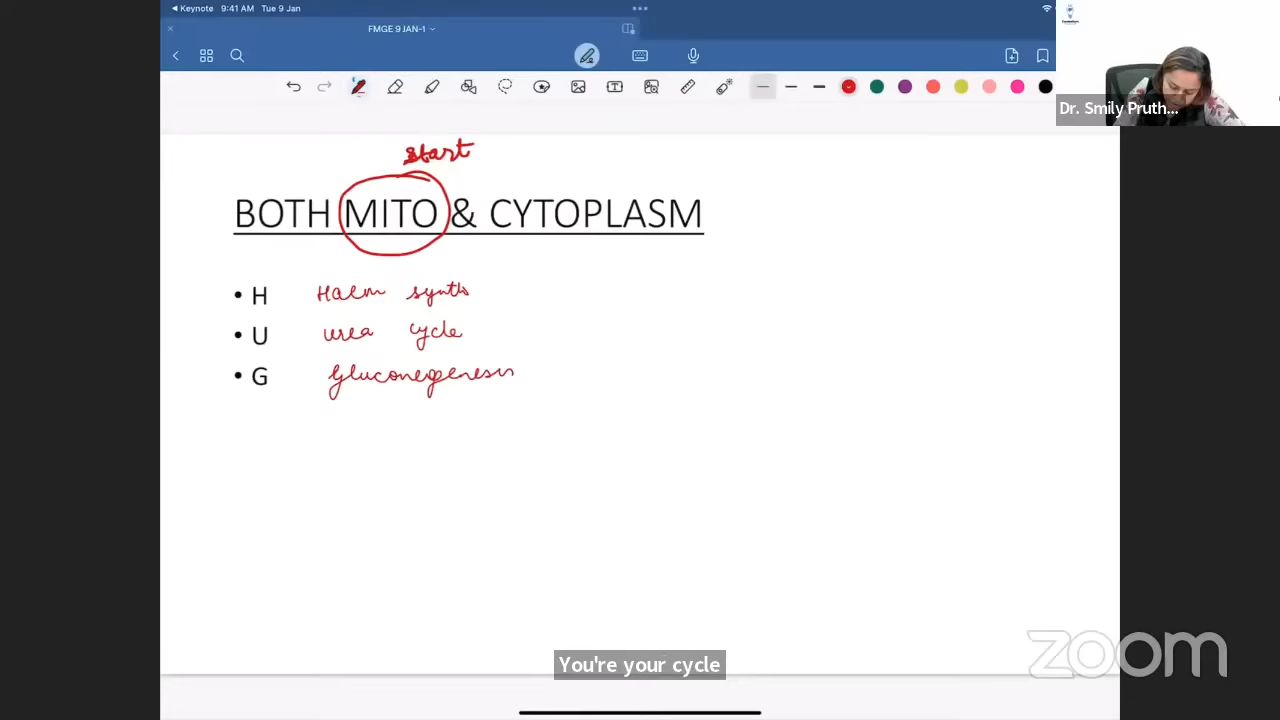 Keynote 9:41 AM Tue 9 Jan
FMGE 9 JAN-1
Dr. Smily Pruth...
start
BOTH MITO & CYTOPLASM
• H Haem synth
• U urea cycle
• G Gluconeogenesis
You're your cycle
zoom